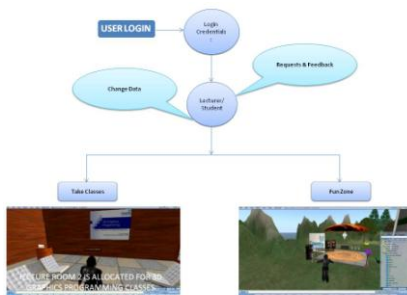 USER LOGIN
Login
Credentials
:
Requests & Feedback
Change Data
Lecturer/
Student
Take Classes
Fun Zone
LECTURE ROOM 2 IS ALLOCATED FOR 3D
GRAPHICS PROGRAMMING CLASSES